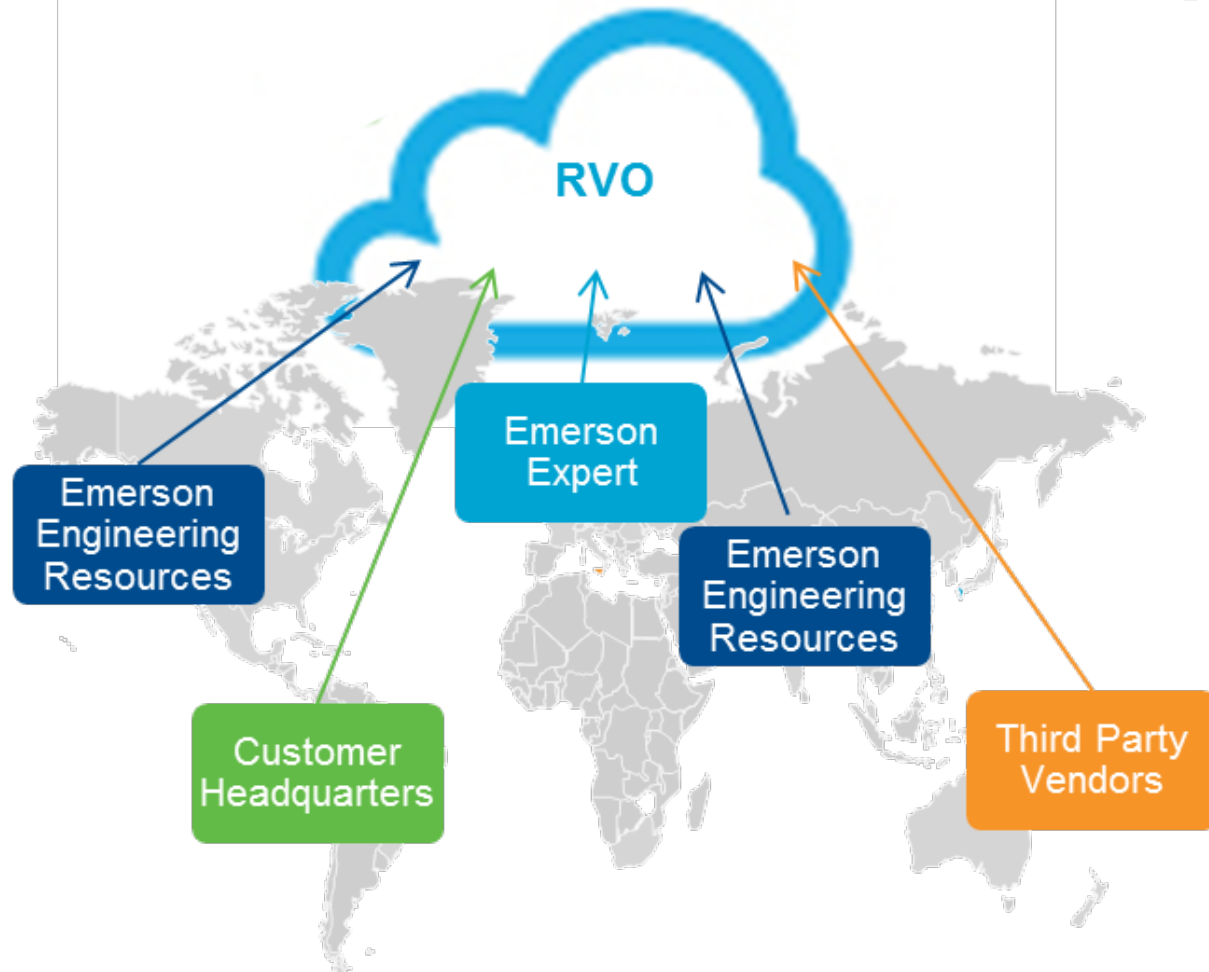 RVO
Emerson
Expert
Emerson
Engineering
Resources
Emerson
Engineering
Resources
Customer
Headquarters
Third Party
Vendors